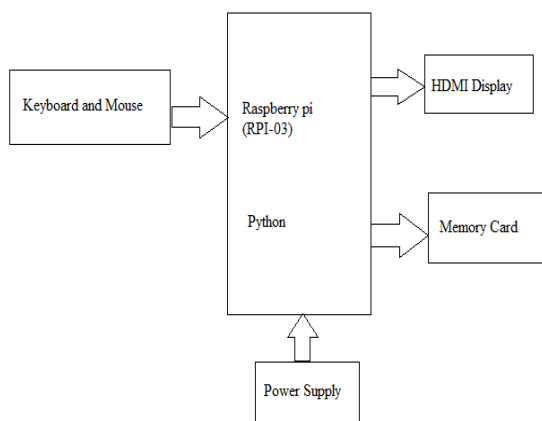 Keyboard and Mouse
Raspberry pi
(RPI-03)
Python
HDMI Display
Memory Card
Power Supply